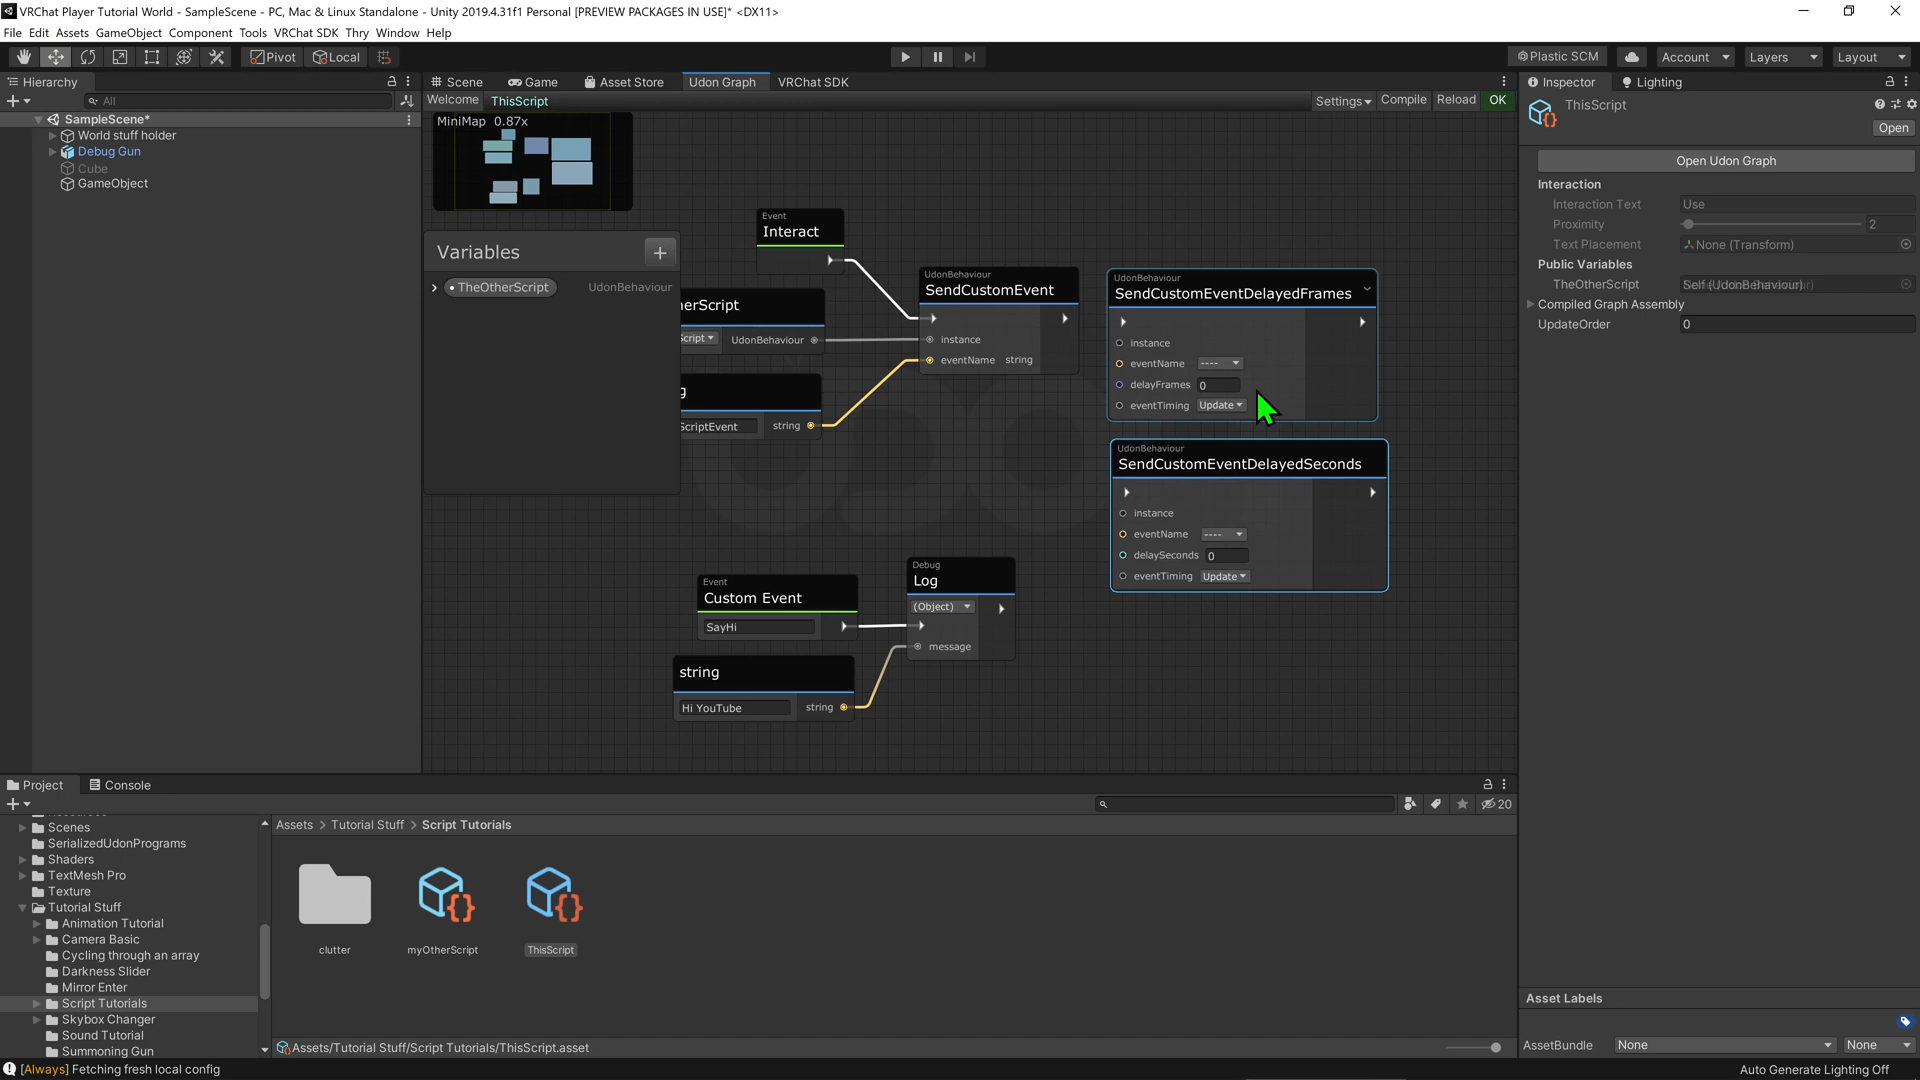 VRChat Player Tutorial World - SampleScene - PC, Mac & Linux Standalone - Unity 2019.4.31f1 Personal [PREVIEW PACKAGES IN USE]* <DX11>
File Edit Assets GameObject Component Tools VRChat SDK Thry Window Help
Pivot Local Plastic SCM Account Layers Layout
Hierarchy
All
SampleScene*
World stuff holder
Debug Gun
Cube
GameObject
Scene Game Asset Store Udon Graph VRChat SDK
Welcome ThisScript Settings Compile Reload OK
MiniMap 0.87x
Variables +
TheOtherScript UdonBehaviour
Event
Interact
herScript
Script UdonBehaviour
g
ScriptEvent string
UdonBehaviour
SendCustomEvent
instance
eventName string
UdonBehaviour
SendCustomEventDelayedFrames
instance
eventName ----
delayFrames 0
eventTiming Update
UdonBehaviour
SendCustomEventDelayedSeconds
instance
eventName ----
delaySeconds 0
eventTiming Update
Event
Custom Event
SayHi
string
Hi YouTube string
Debug
Log
(Object)
message
Inspector Lighting
ThisScript
Open
Open Udon Graph
Interaction
Interaction Text Use
Proximity 2
Text Placement None (Transform)
Public Variables
TheOtherScript
Compiled Graph Assembly
UpdateOrder 0
Project Console
20
Scenes
SerializedUdonPrograms
Shaders
TextMesh Pro
Texture
Tutorial Stuff
Animation Tutorial
Camera Basic
Cycling through an array
Darkness Slider
Mirror Enter
Script Tutorials
Skybox Changer
Sound Tutorial
Summoning Gun
Assets > Tutorial Stuff > Script Tutorials
clutter myOtherScript ThisScript
Assets/Tutorial Stuff/Script Tutorials/ThisScript.asset
Asset Labels
AssetBundle None None
[Always] Fetching fresh local config
Auto Generate Lighting Off